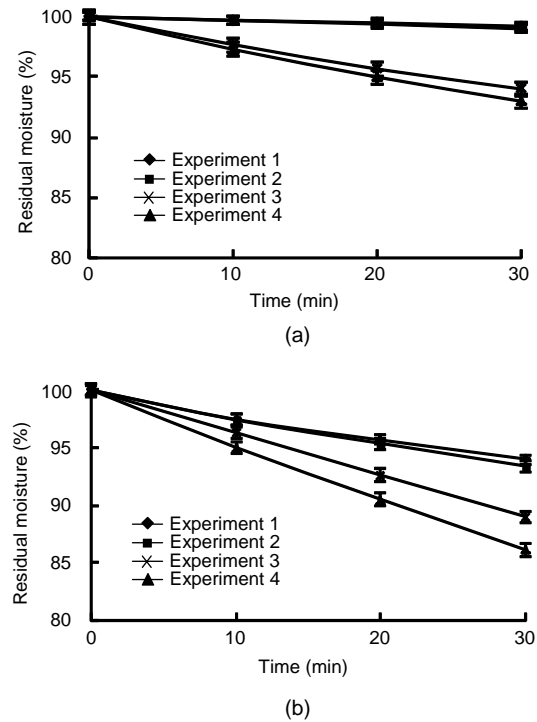 100
95
90
85
80
Residual moisture (%)
Experiment 1
Experiment 2
Experiment 3
Experiment 4
0
10
20
30
Time (min)
(a)
100
95
90
85
80
Residual moisture (%)
Experiment 1
Experiment 2
Experiment 3
Experiment 4
0
10
20
30
Time (min)
(b)